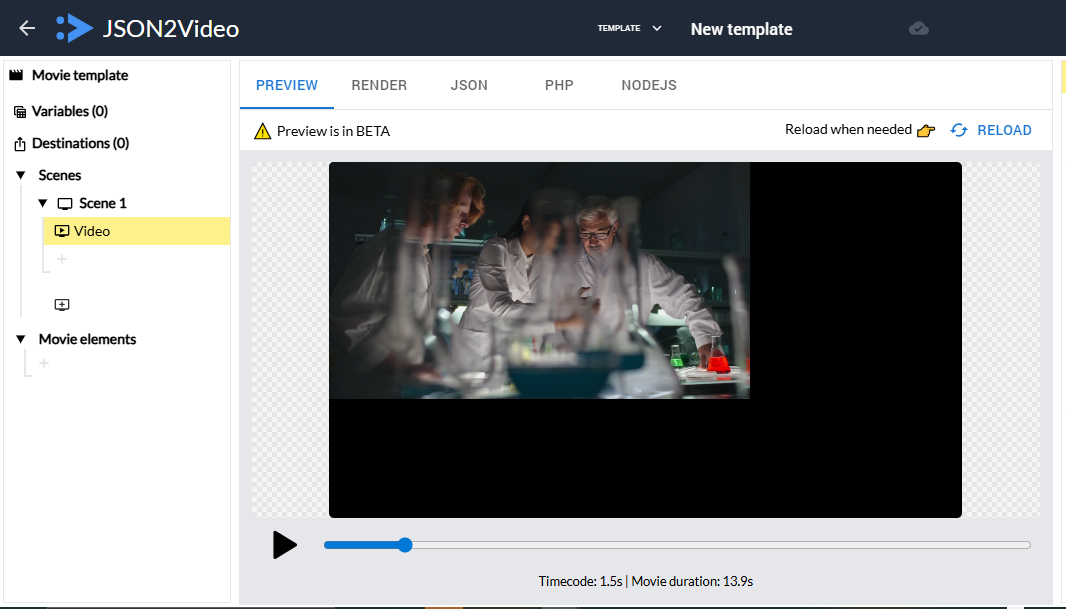 JSON2Video
TEMPLATE
New template
Movie template
Variables (0)
Destinations (0)
Scenes
Scene 1
Video
Movie elements
PREVIEW
RENDER
JSON
PHP
NODEJS
Preview is in BETA
Reload when needed
RELOAD
Timecode: 1.5s | Movie duration: 13.9s